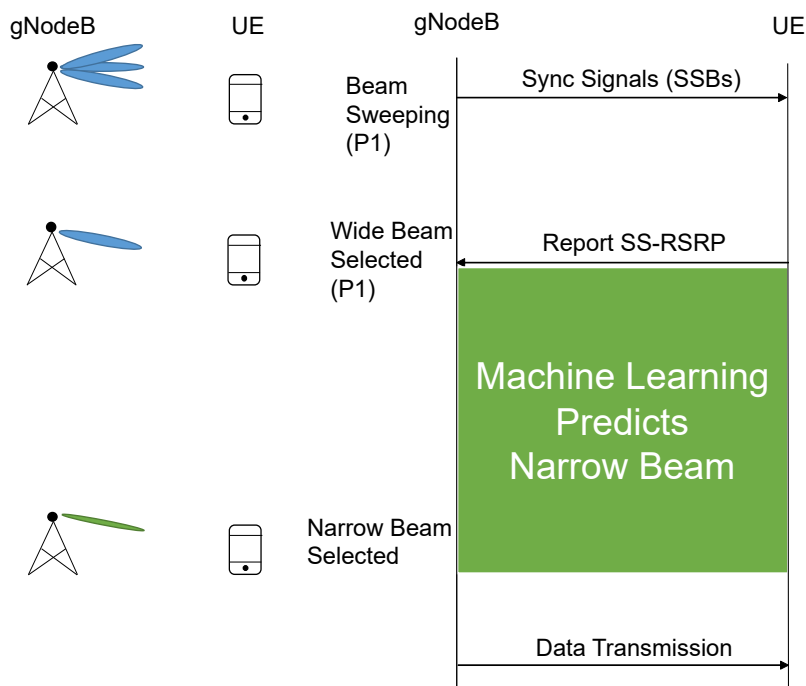 gNodeB
UE
gNodeB
UE
Beam
Sweeping
(P1)
Sync Signals (SSBs)
Wide Beam
Selected
(P1)
Report SS-RSRP
Machine Learning
Predicts
Narrow Beam
Narrow Beam
Selected
Data Transmission